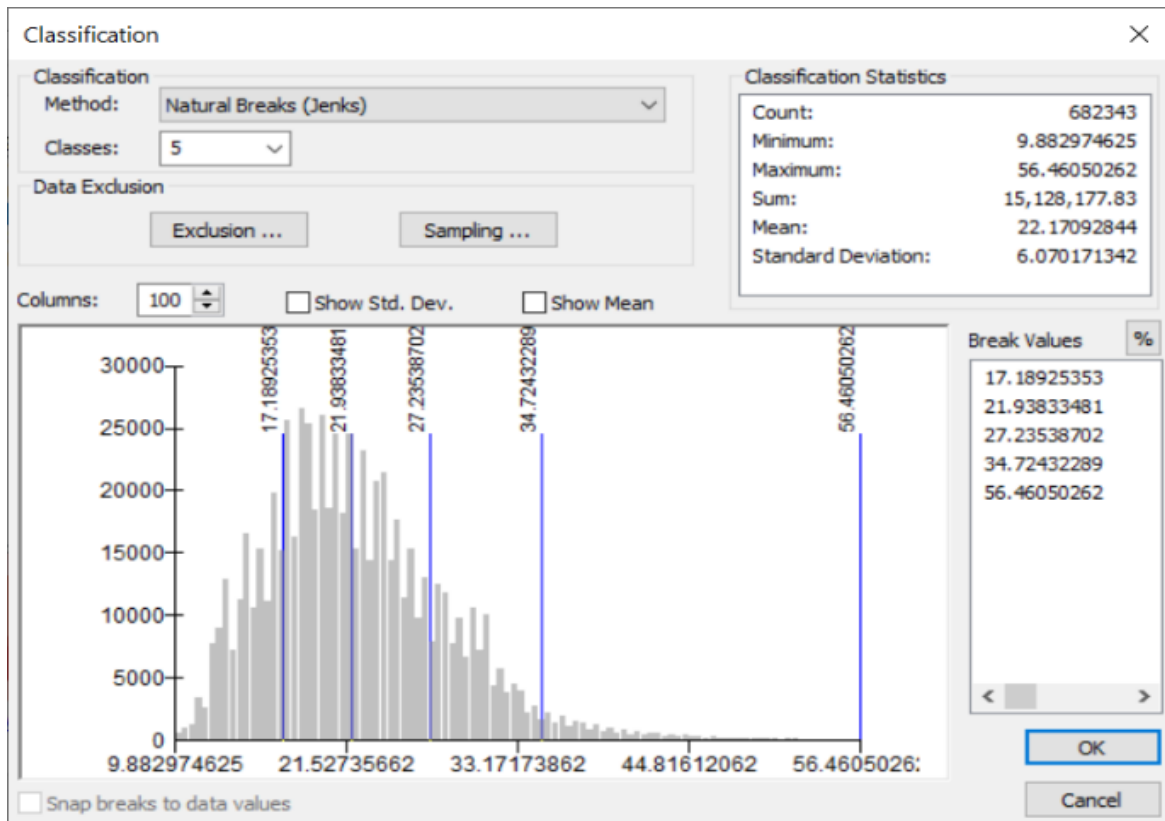 Classification
Classification
Method: Natural Breaks (Jenks)
Classes: 5
Data Exclusion
Exclusion ... Sampling ...
Classification Statistics
Count: 682343
Minimum: 9.882974625
Maximum: 56.46050262
Sum: 15,128,177.83
Mean: 22.17092844
Standard Deviation: 6.070171342
Columns: 100 Show Std. Dev. Show Mean
17.18925353
21.93833481
27.23538702
34.72432289
56.46050262
30000
25000
20000
15000
10000
5000
0
9.882974625 21.52735662 33.17173862 44.81612062 56.4605026
Break Values %
17.18925353
21.93833481
27.23538702
34.72432289
56.46050262
OK
Cancel
Snap breaks to data values